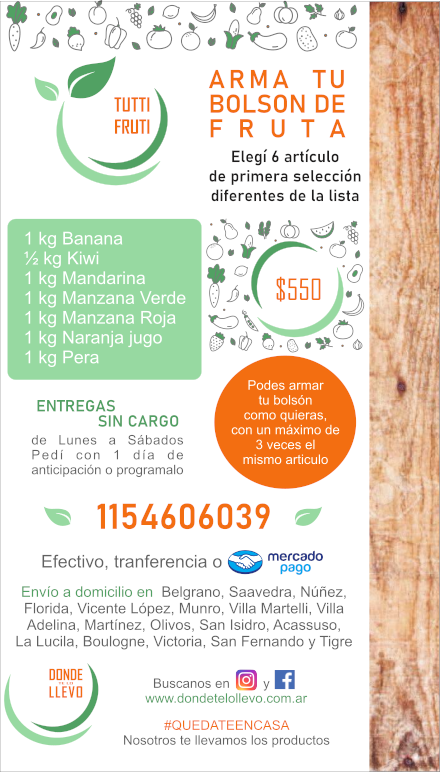 TUTTI
FRUTI
ARMA TU
BOLSON DE
FRUTA
Elegí 6 artículo
de primera selección
diferentes de la lista
1 kg Banana
½ kg Kiwi
1 kg Mandarina
1 kg Manzana Verde
1 kg Manzana Roja
1 kg Naranja jugo
1 kg Pera
$550
ENTREGAS
SIN CARGO
de Lunes a Sábados
Pedí con 1 día de
anticipación o programalo
Podes armar
tu bolsón
como quieras,
con un máximo de
3 veces el
mismo articulo
1154606039
Efectivo, tranferencia o mercado pago
Envío a domicilio en Belgrano, Saavedra, Núñez,
Florida, Vicente López, Munro, Villa Martelli, Villa
Adelina, Martínez, Olivos, San Isidro, Acassuso,
La Lucila, Boulogne, Victoria, San Fernando y Tigre
DONDE
TE LO
LLEVO
Buscanos en y f
www.dondetelollevo.com.ar
#QUEDATEENCASA
Nosotros te llevamos los productos